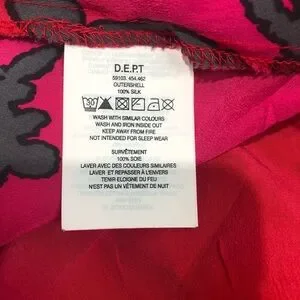 D.E.P.T
59103. 454.462
OUTERSHELL
100% SILK
30
WASH WITH SIMILAR COLOURS
WASH AND IRON INSIDE OUT
KEEP AWAY FROM FIRE
NOT INTENDED FOR SLEEP WEAR
SURVÊTEMENT
100% SOIE
LAVER AVEC DES COULEURS SIMILAIRES
LAVER ET REPASSER À L'ENVERS
TENIR ELOIGNE DU FEU
N'EST PAS UN VÊTEMENT DE NUIT